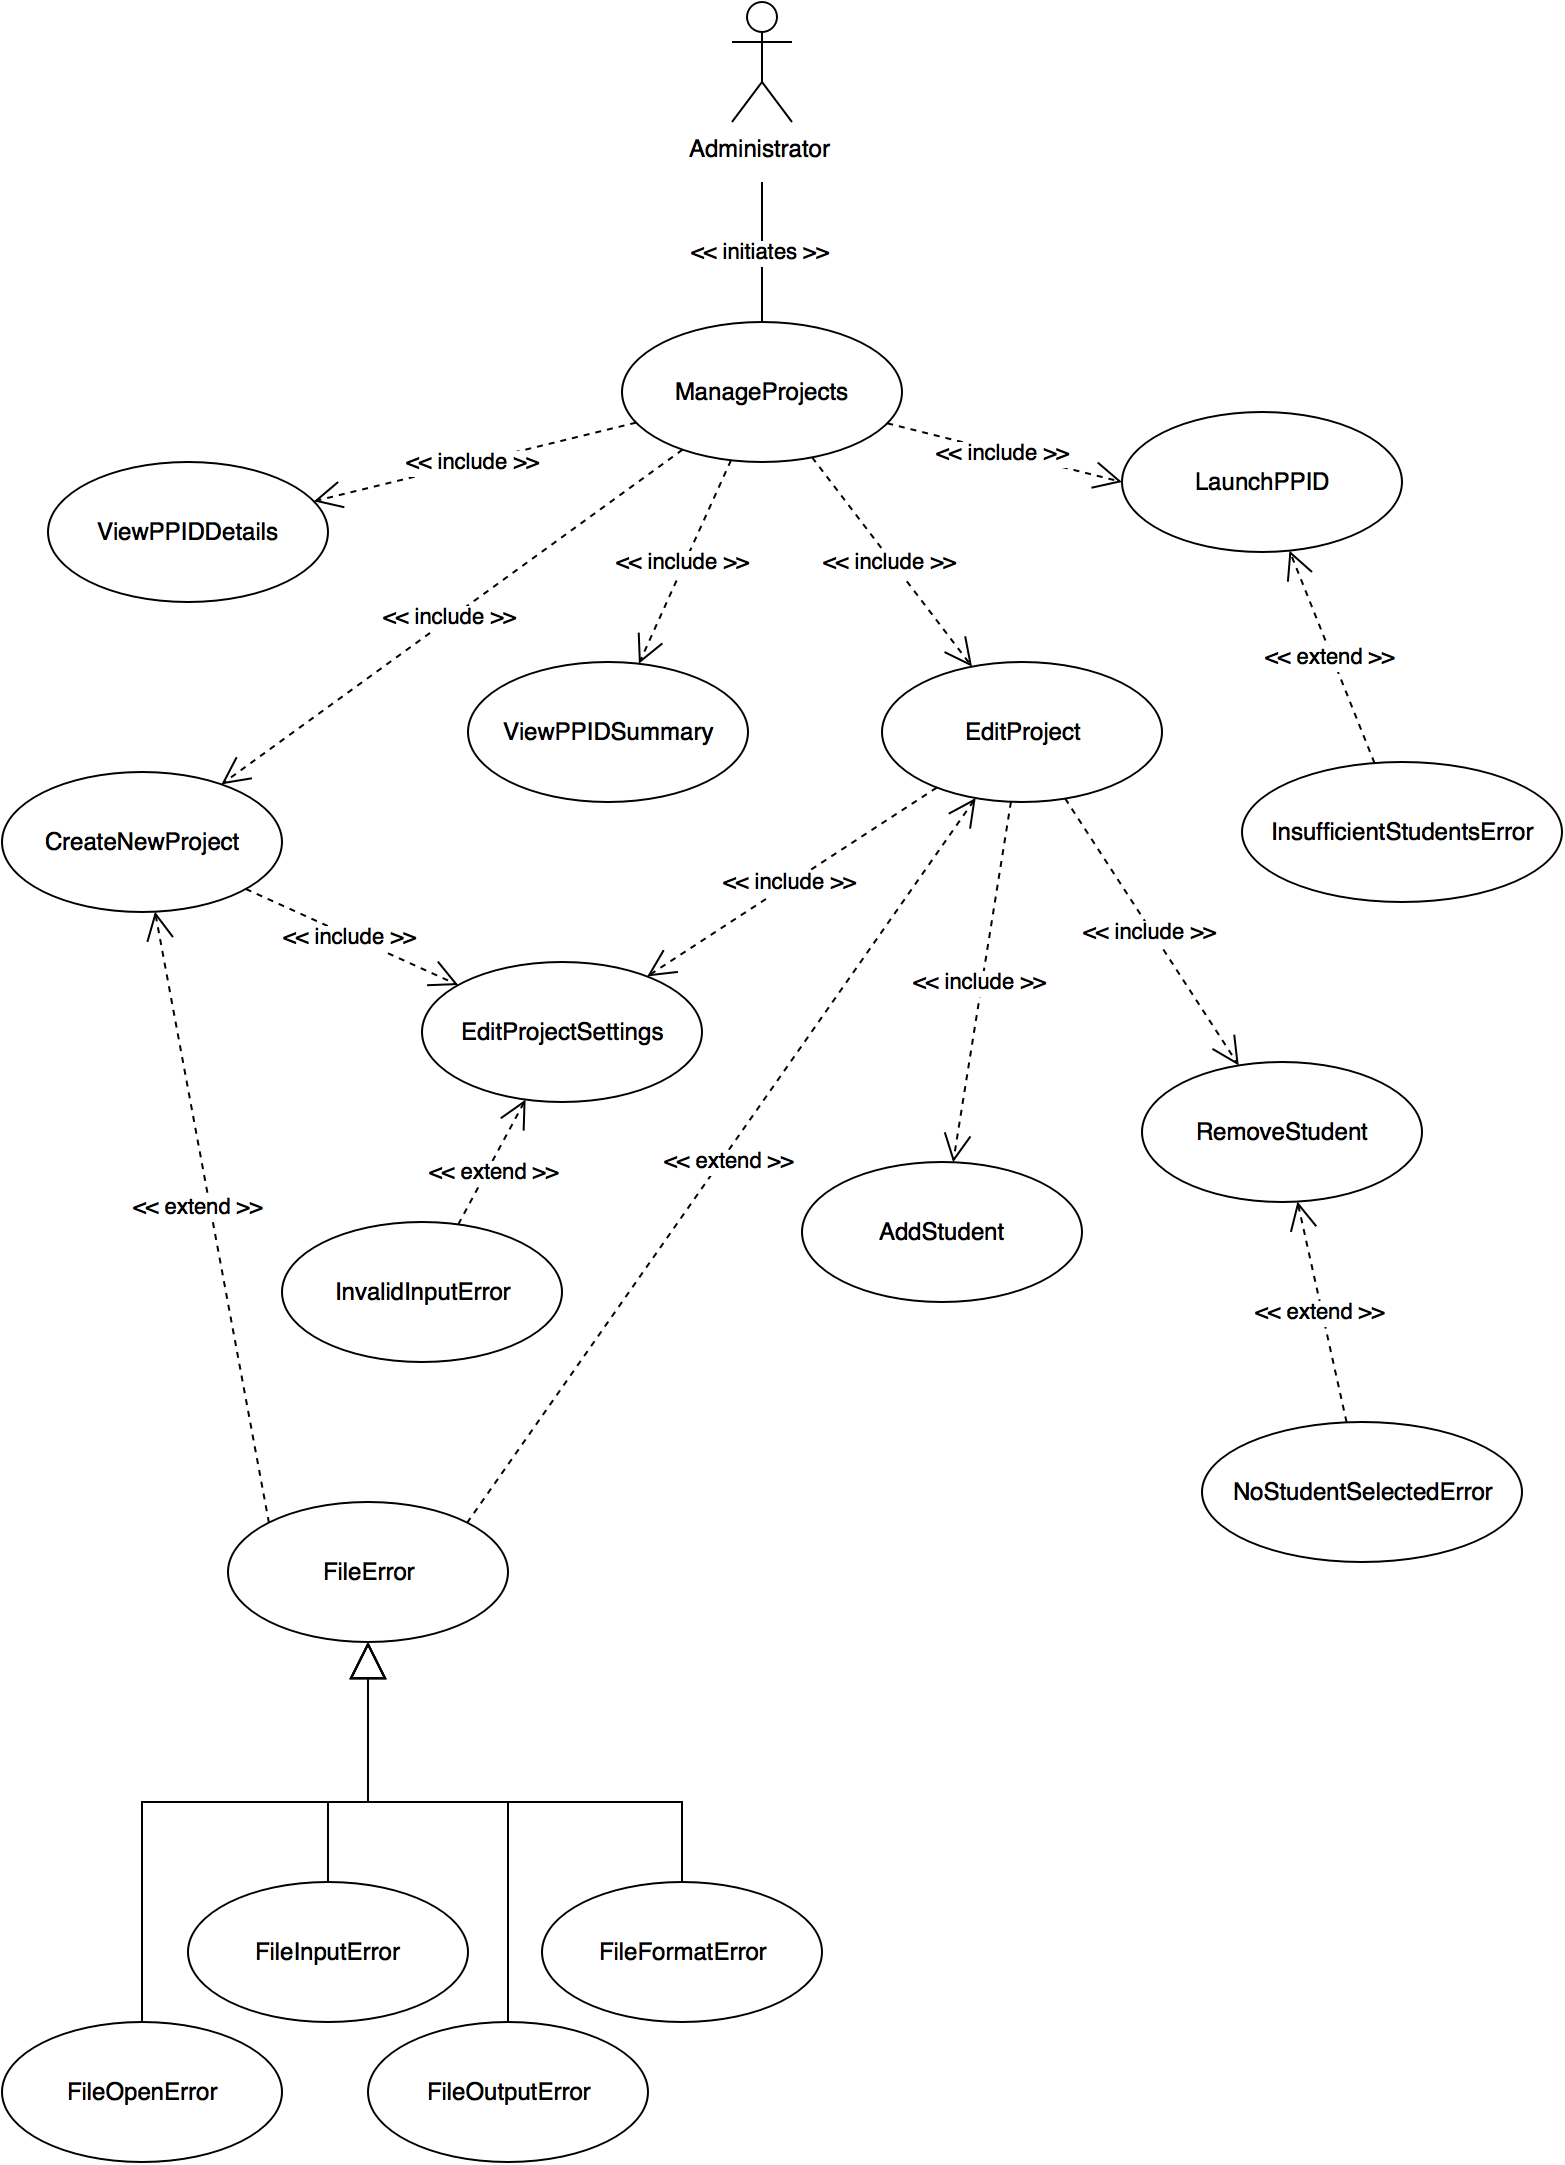 Administrator
<< initiates >>
ManageProjects
<< include >>
<< include >>
LaunchPPID
ViewPPIDDetails
<< include >>
<< include >>
<< include >>
<< extend >>
ViewPPIDSummary
EditProject
CreateNewProject
InsufficientStudentsError
<< include >>
<< include >>
<< include >>
<< include >>
EditProjectSettings
RemoveStudent
<< extend >>
<< extend >>
<< extend >>
AddStudent
InvalidInputError
<< extend >>
NoStudentSelectedError
FileError
FileInputError
FileFormatError
FileOpenError
FileOutputError